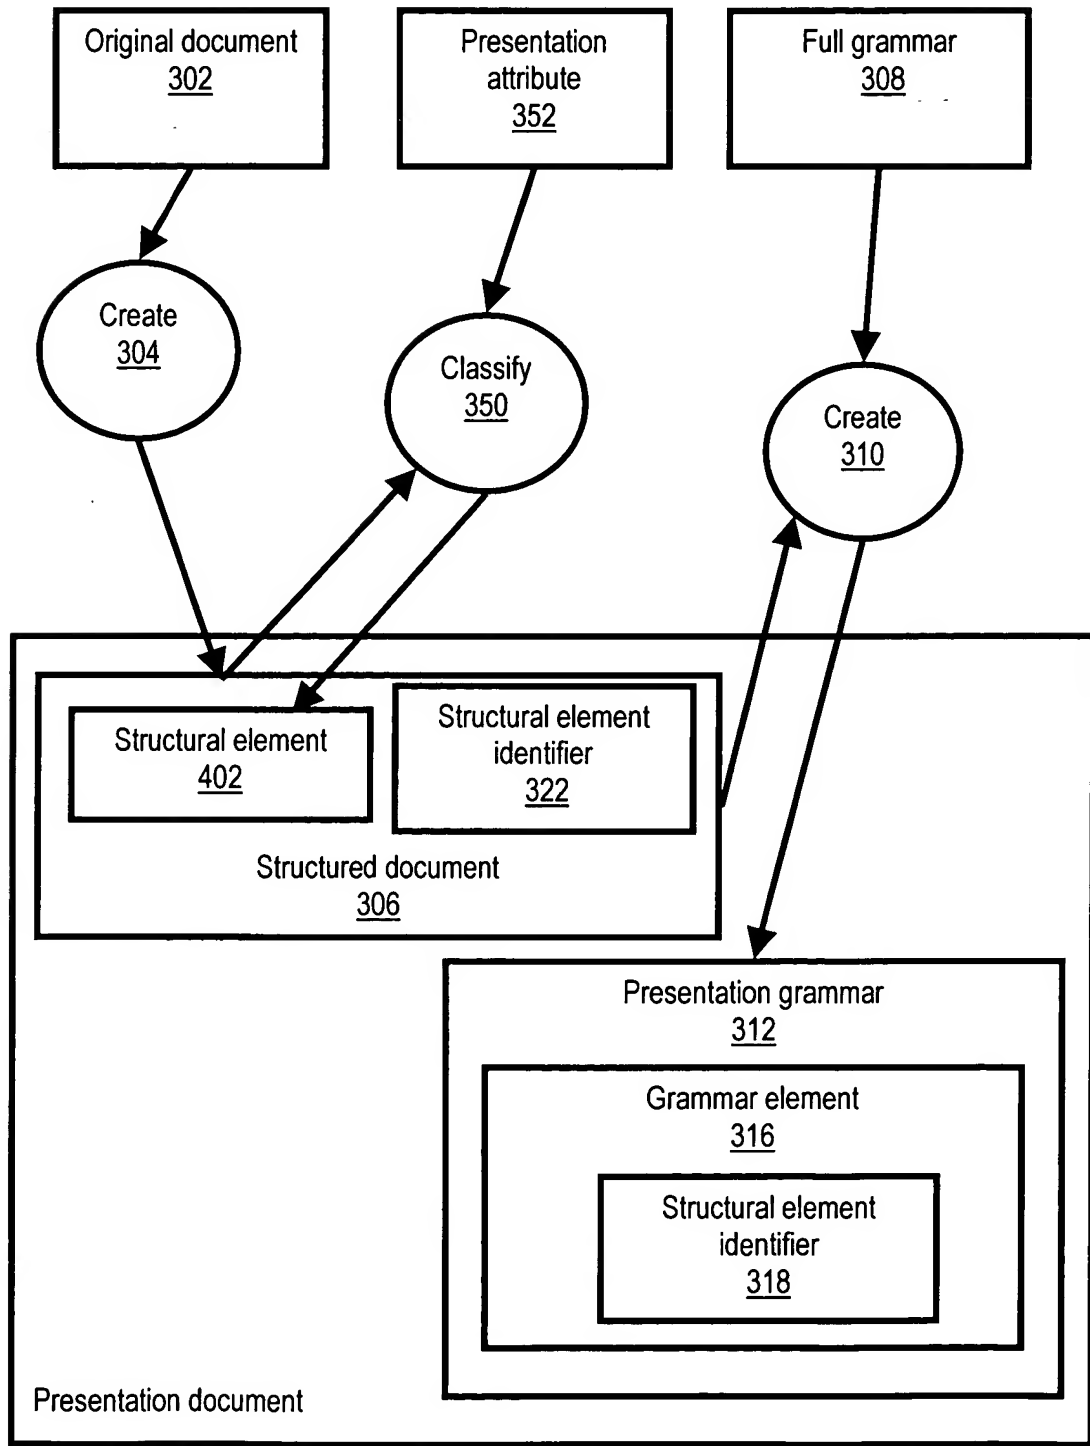 Original document
302
Presentation
attribute
352
Full grammar
308
Create
304
Classify
350
Create
310
Structural element
402
Structural element
identifier
322
Structured document
306
Presentation grammar
312
Grammar element
316
Structural element
identifier
318
Presentation document